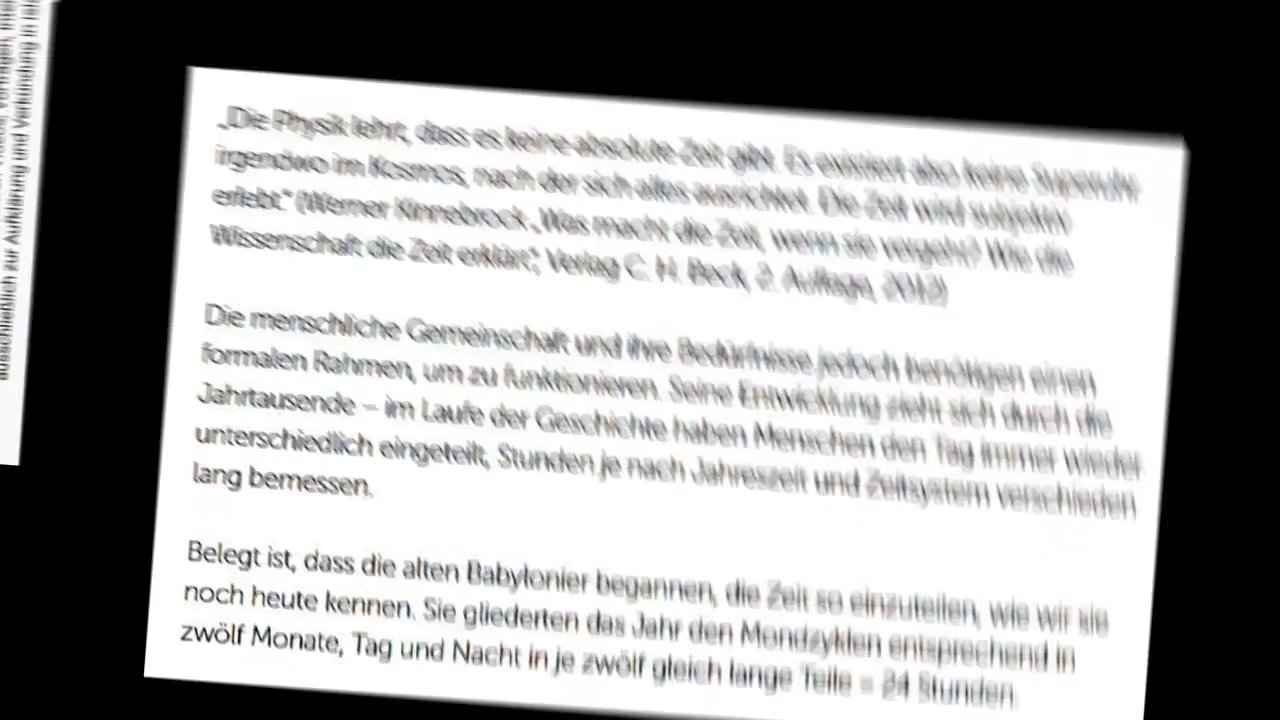 „Die Physik lehrt, dass es keine absolute Zeit gibt. Es existiert also keine Superuhr
irgendwo im Kosmos, nach der sich alles ausrichtet. Die Zeit wird subjektiv
erlebt.“ (Werner Kinnebrock „Was macht die Zeit, wenn sie vergeht? Wie die
Wissenschaft die Zeit erklärt“, Verlag C. H. Beck, 2. Auflage, 2012)
Die menschliche Gemeinschaft und ihre Bedürfnisse jedoch benötigen einen
formalen Rahmen, um zu funktionieren. Seine Entwicklung zieht sich durch die
Jahrtausende – im Laufe der Geschichte haben Menschen den Tag immer wieder
unterschiedlich eingeteilt, Stunden je nach Jahreszeit und Zeitsystem verschieden
lang bemessen.
Belegt ist, dass die alten Babylonier begannen, die Zeit so einzuteilen, wie wir sie
noch heute kennen. Sie gliederten das Jahr den Mondzyklen entsprechend in
zwölf Monate, Tag und Nacht in je zwölf gleich lange Teile = 24 Stunden.
ausschließlich zur Aufklärung und Verkündung